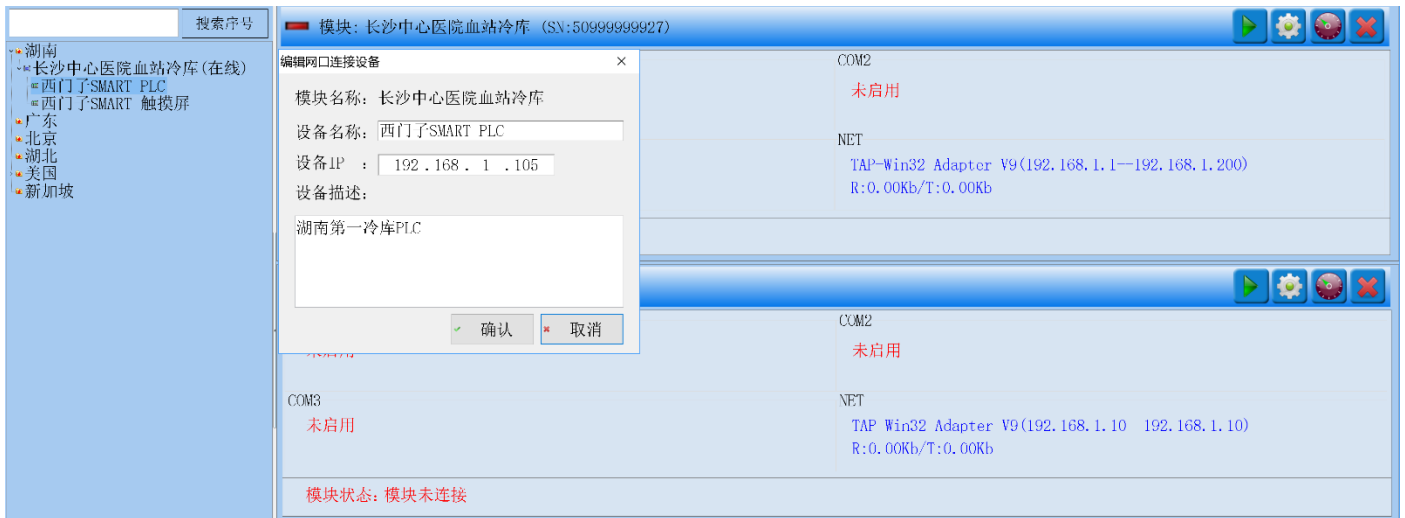 搜索序号
湖南
长沙中心医院血站冷库(在线)
西门子SMART PLC
西门子SMART 触摸屏
广东
北京
湖北
美国
新加坡
模块: 长沙中心医院血站冷库 (SN:50999999927)
编辑网口连接设备
模块名称: 长沙中心医院血站冷库
设备名称: 西门子SMART PLC
设备IP : 192.168. 1 .105
设备描述:
湖南第一冷库PLC
确认
取消
COM2
未启用
NET
TAP-Win32 Adapter V9(192.168.1.1--192.168.1.200)
R:0.00Kb/T:0.00Kb
COM2
未启用
COM3
未启用
NET
TAP Win32 Adapter V9(192.168.1.10 192.168.1.10)
R:0.00Kb/T:0.00Kb
模块状态: 模块未连接